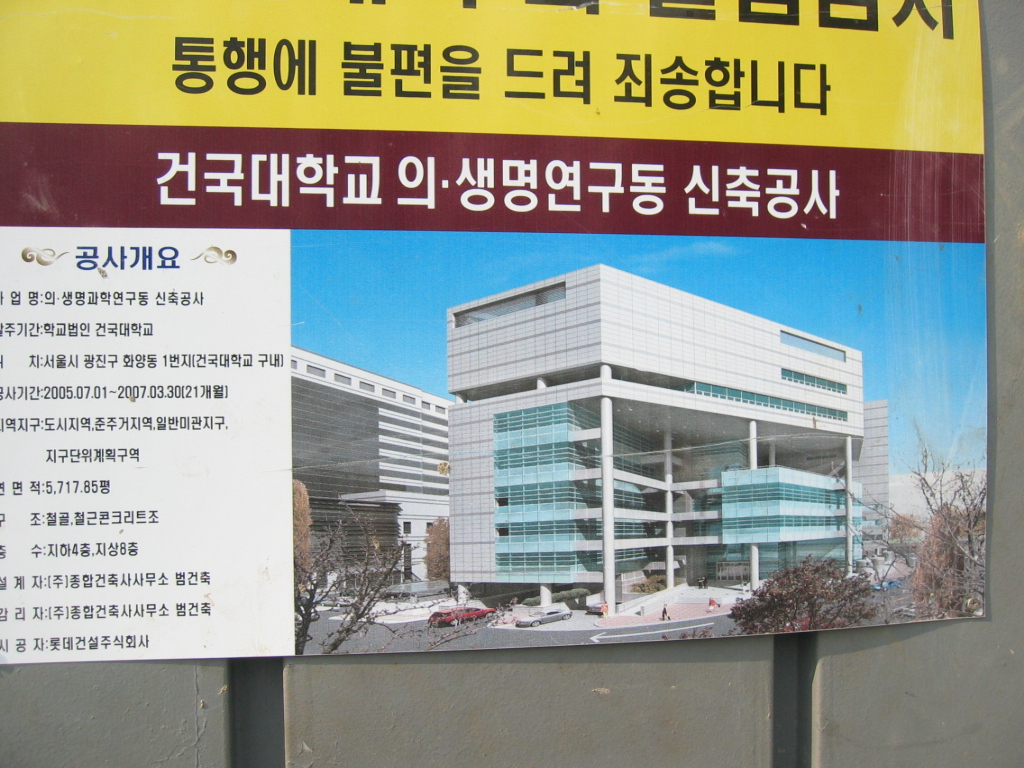 통행에 불편을 드려 죄송합니다
건국대학교 의·생명연구동 신축공사
공사개요
업 명:의·생명과학연구동 신축공사
발주기간:학교법인 건국대학교
치:서울시 광진구 화양동 1번지(건국대학교 구내)
공사기간:2005.07.01~2007.03.30(21개월)
지역지구:도시지역,준주거지역,일반미관지구,
지구단위계획구역
연 면 적:5,717.85평
구 조:철골,철근콘크리트조
층 수:지하4층,지상8층
설 계 자:(주)종합건축사사무소 범건축
감 리 자:(주)종합건축사사무소 범건축
시 공 자:롯데건설주식회사